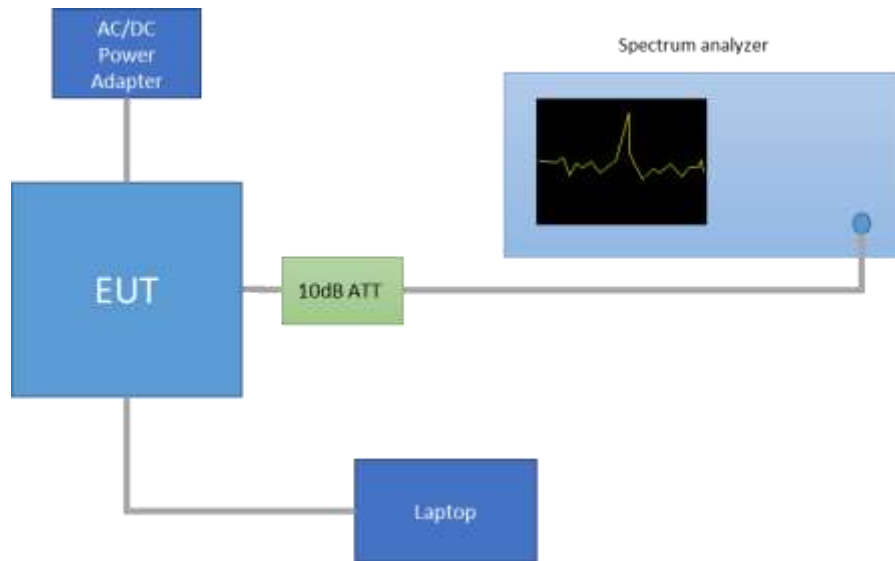 AC/DC
Power
Adapter
Spectrum analyzer
EUT
10dB ATT
Laptop